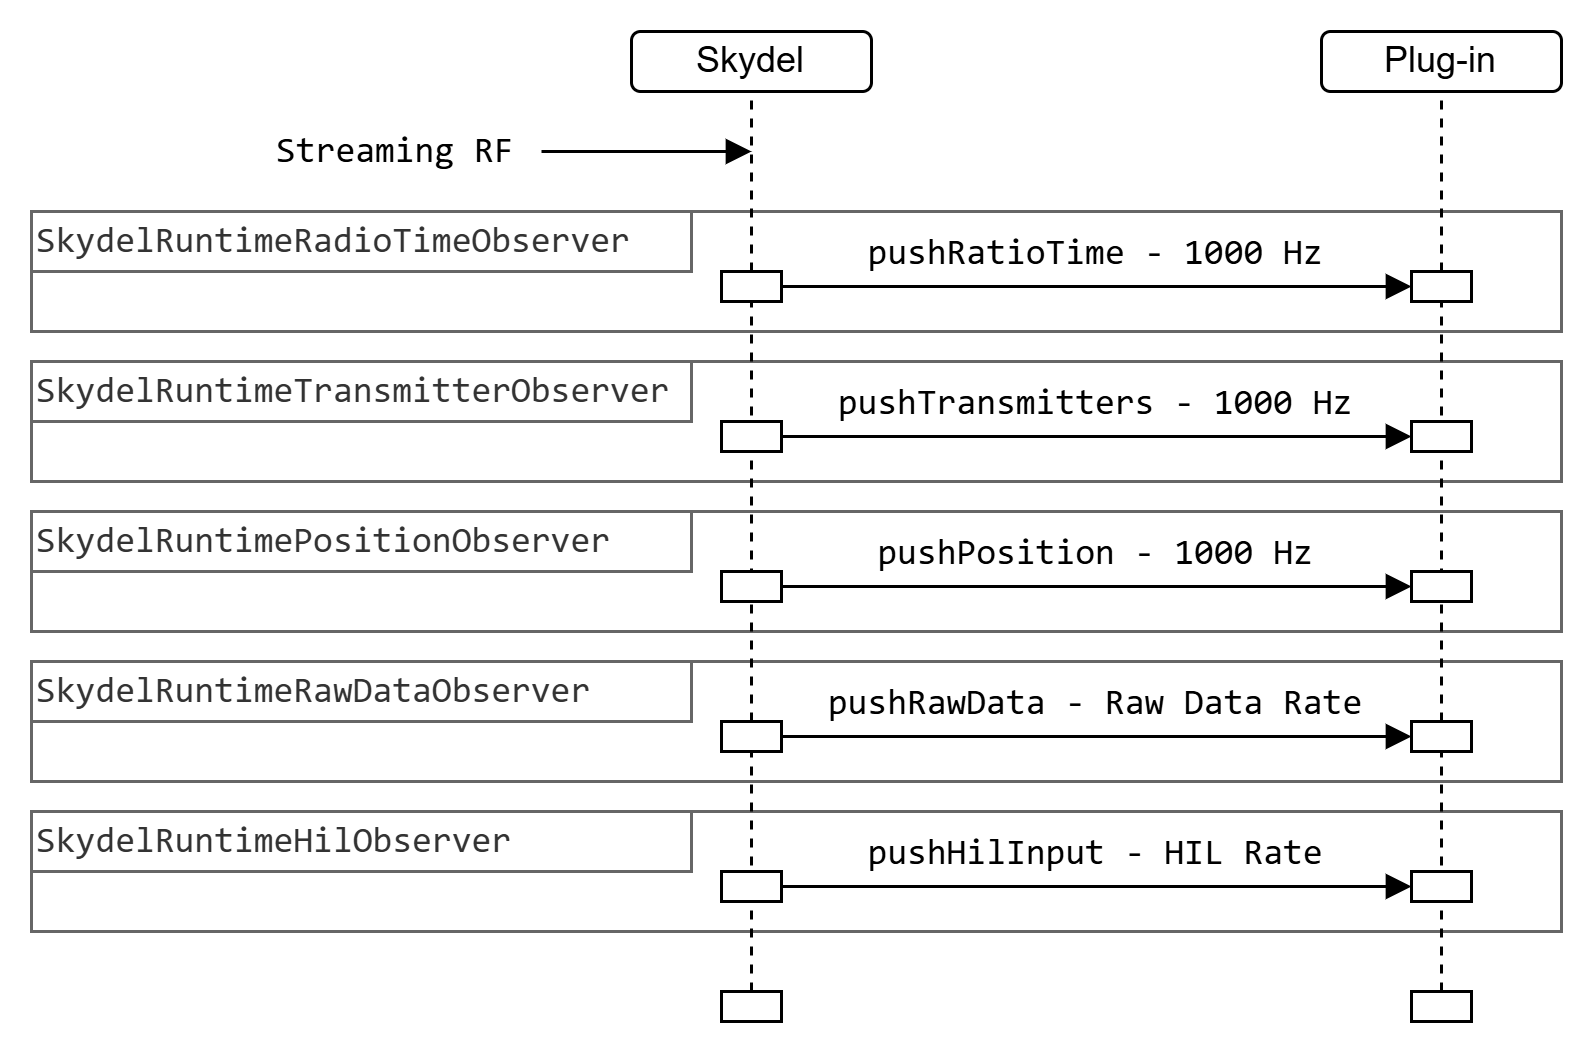 Skydel
Plug-in
Streaming RF
SkydelRuntimeRadioTimeObserver
pushRatioTime - 1000 Hz
SkydelRuntimeTransmitterObserver
pushTransmitters - 1000 Hz
SkydelRuntimePositionObserver
pushPosition - 1000 Hz
SkydelRuntimeRawDataObserver
pushRawData - Raw Data Rate
SkydelRuntimeHilObserver
pushHilInput - HIL Rate